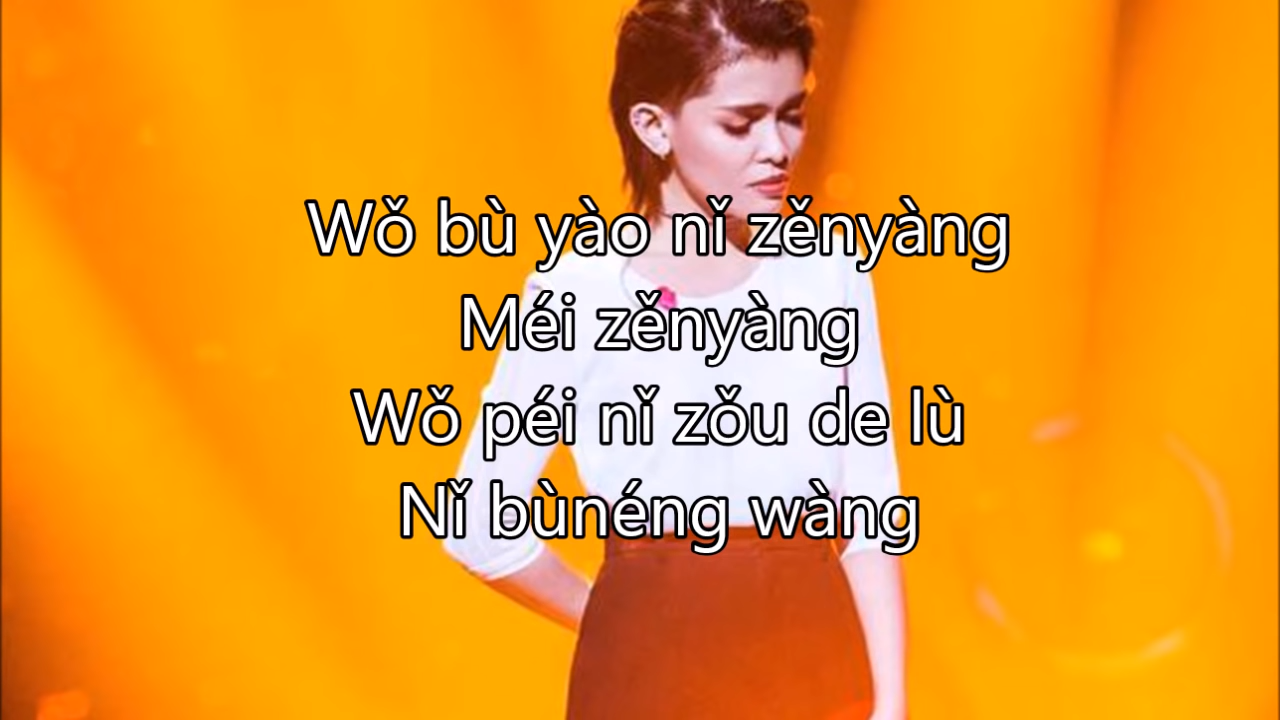 Wǒ bù yào nǐ zěnyàng
Méi zěnyàng
Wǒ péi nǐ zǒu de lù
Nǐ bùnéng wàng